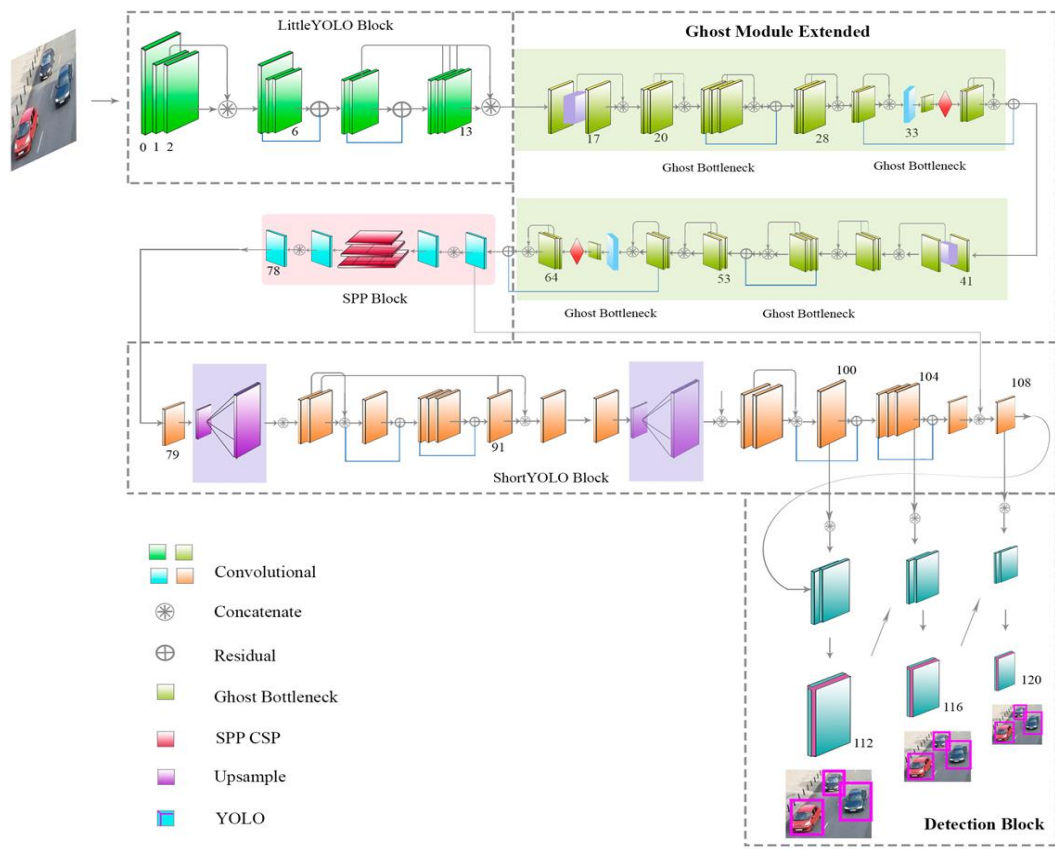 LittleYOLO Block
Ghost Module Extended
0 1 2
6
13
17
20
28
33
Ghost Bottleneck
Ghost Bottleneck
78
SPP Block
64
53
41
Ghost Bottleneck
Ghost Bottleneck
79
91
100
104
108
ShortYOLO Block
Convolutional
Concatenate
Residual
Ghost Bottleneck
SPP CSP
Upsample
YOLO
112
116
120
Detection Block